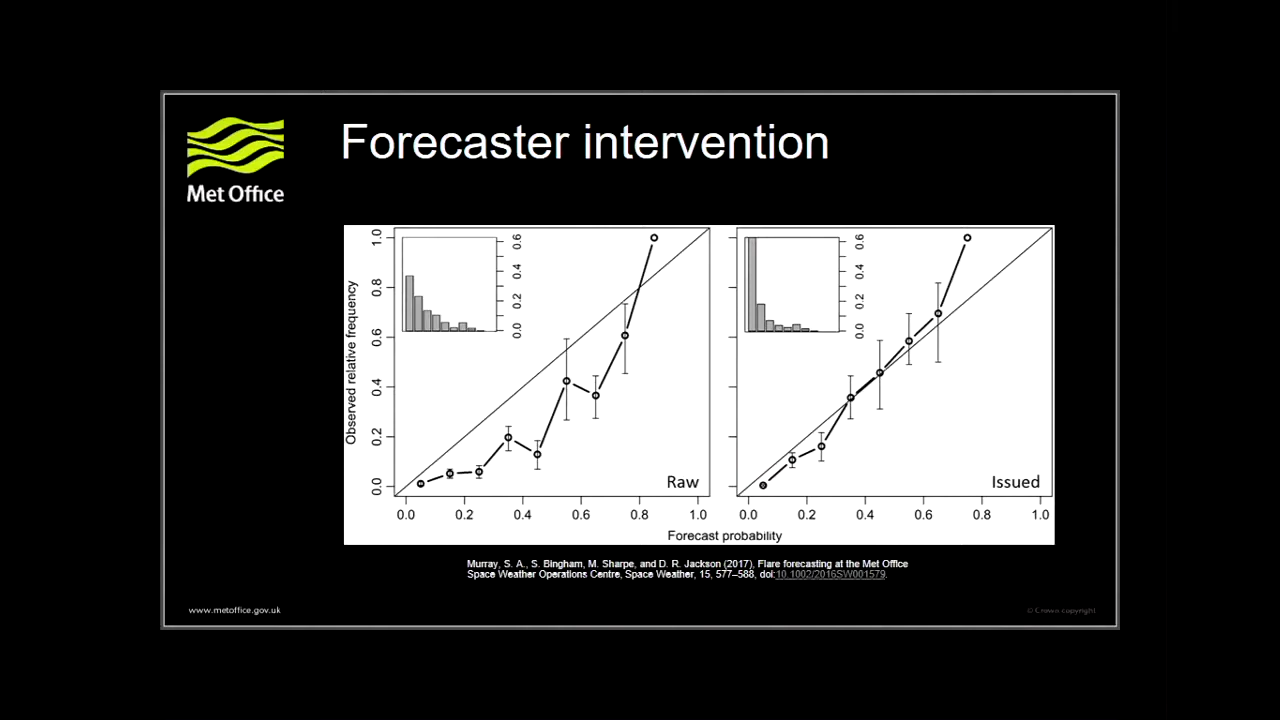 Met Office
Forecaster intervention
Observed relative frequency
0.0 0.2 0.4 0.6 0.8 1.0
0.0 0.2 0.4 0.6
Raw
0.0 0.2 0.4 0.6 0.8 1.0
0.0 0.2 0.4 0.6
Issued
0.0 0.2 0.4 0.6 0.8 1.0
Forecast probability
Murray, S. A., S. Bingham, M. Sharpe, and D. R. Jackson (2017), Flare forecasting at the Met Office
Space Weather Operations Centre, Space Weather, 15, 577–588, doi:10.1002/2016SW001579.
www.metoffice.gov.uk
© Crown copyright